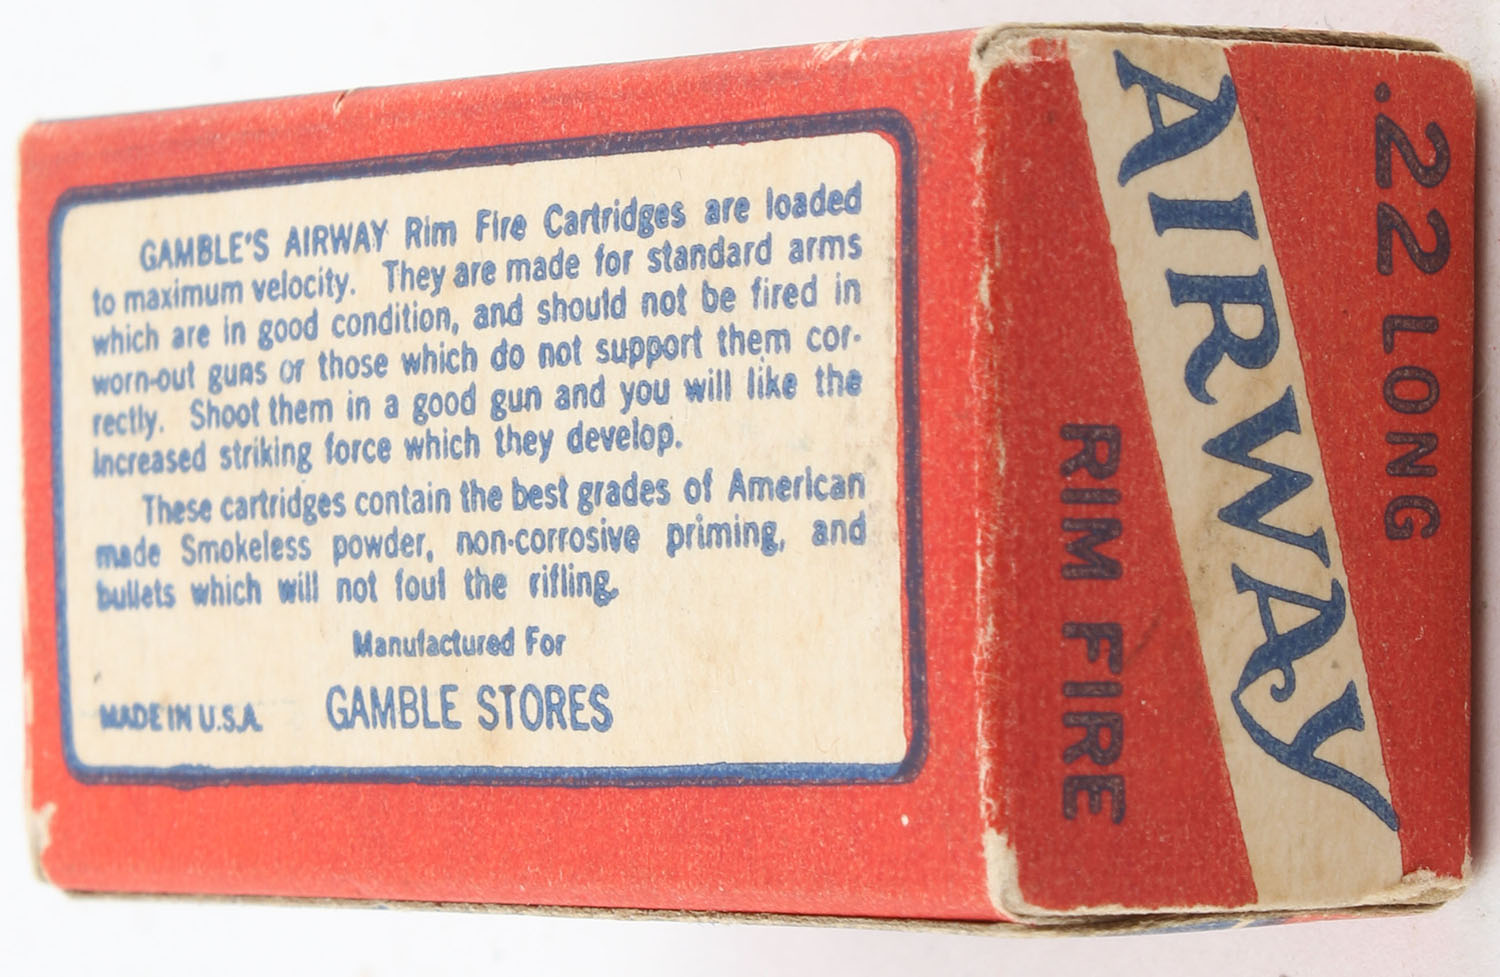 GAMBLE'S AIRWAY Rim Fire Cartridges are loaded
to maximum velocity. They are made for standard arms
which are in good condition, and should not be fired in
worn-out guns or those which do not support them cor-
rectly. Shoot them in a good gun and you will like the
increased striking force which they develop.
These cartridges contain the best grades of American
made Smokeless powder, non-corrosive priming, and
bullets which will not foul the rifling.
Manufactured For
MADE IN U.S.A. GAMBLE STORES
.22 LONG
AIRWAY
RIM FIRE